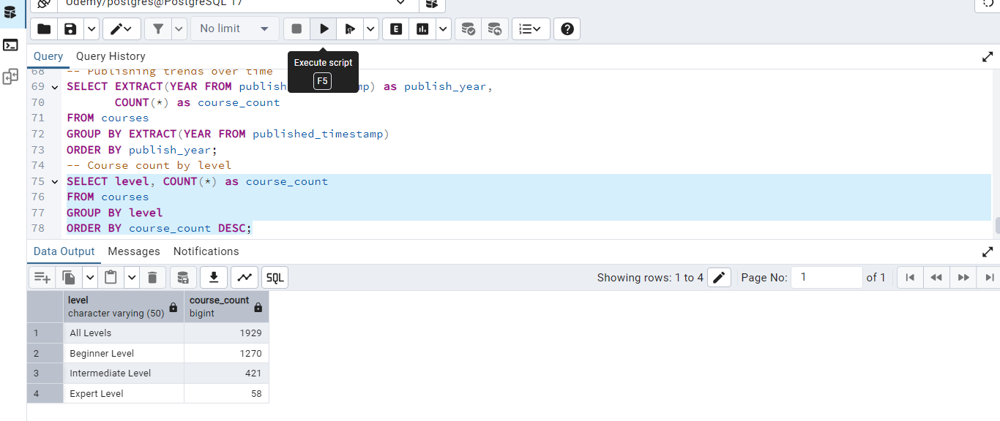 Udemy/postgres@PostgreSQL 17
No limit
E
Execute script
F5
Query Query History
68 -- Publishing trends over time
69 SELECT EXTRACT(YEAR FROM publish mp) as publish_year,
70 COUNT(*) as course_count
71 FROM courses
72 GROUP BY EXTRACT(YEAR FROM published_timestamp)
73 ORDER BY publish_year;
74 -- Course count by level
75 SELECT level, COUNT(*) as course_count
76 FROM courses
77 GROUP BY level
78 ORDER BY course_count DESC;
Data Output Messages Notifications
SQL Showing rows: 1 to 4 Page No: 1 of 1
level course_count
character varying (50) bigint
1 All Levels 1929
2 Beginner Level 1270
3 Intermediate Level 421
4 Expert Level 58